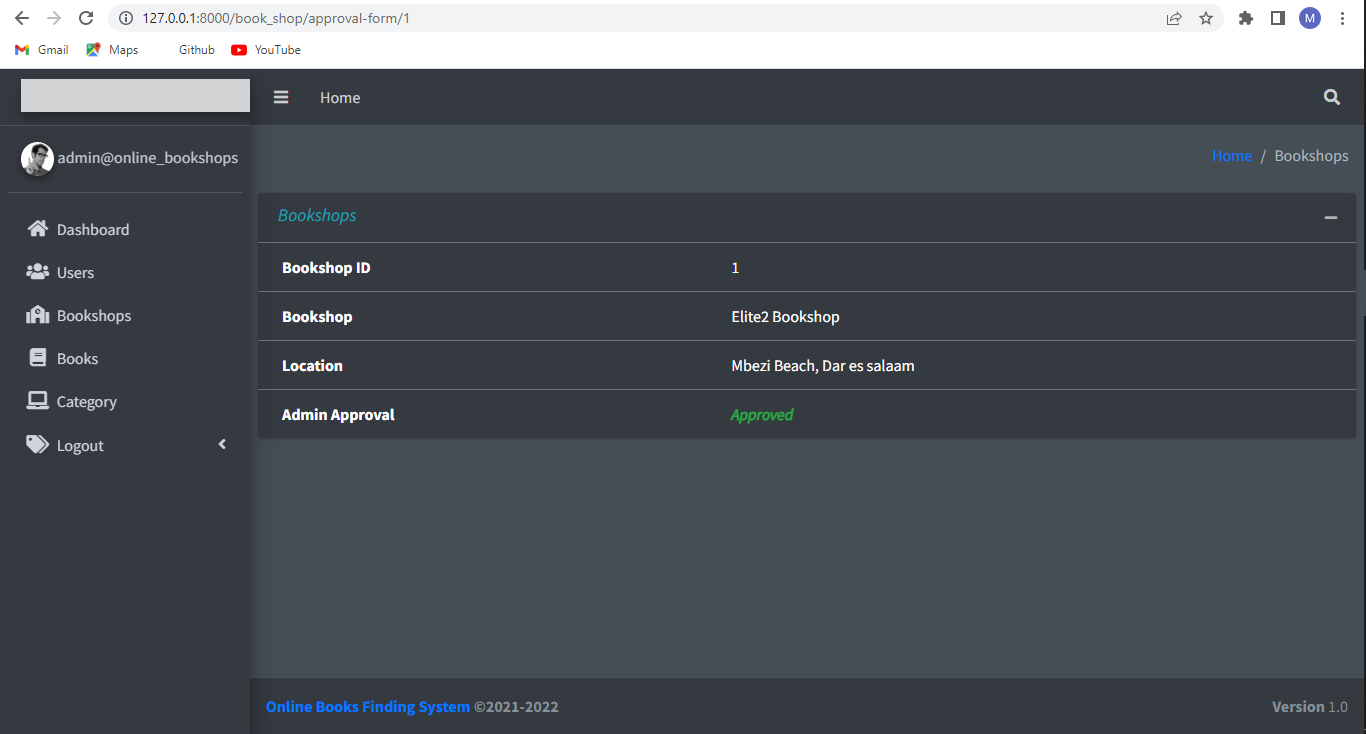 127.0.0.1:8000/book_shop/approval-form/1
M
Gmail Maps Github YouTube
Home
admin@online_bookshops
Home / Bookshops
Dashboard
Users
Bookshops
Books
Category
Logout
Bookshops
Bookshop ID 1
Bookshop Elite2 Bookshop
Location Mbezi Beach, Dar es salaam
Admin Approval Approved
Online Books Finding System ©2021-2022 Version 1.0